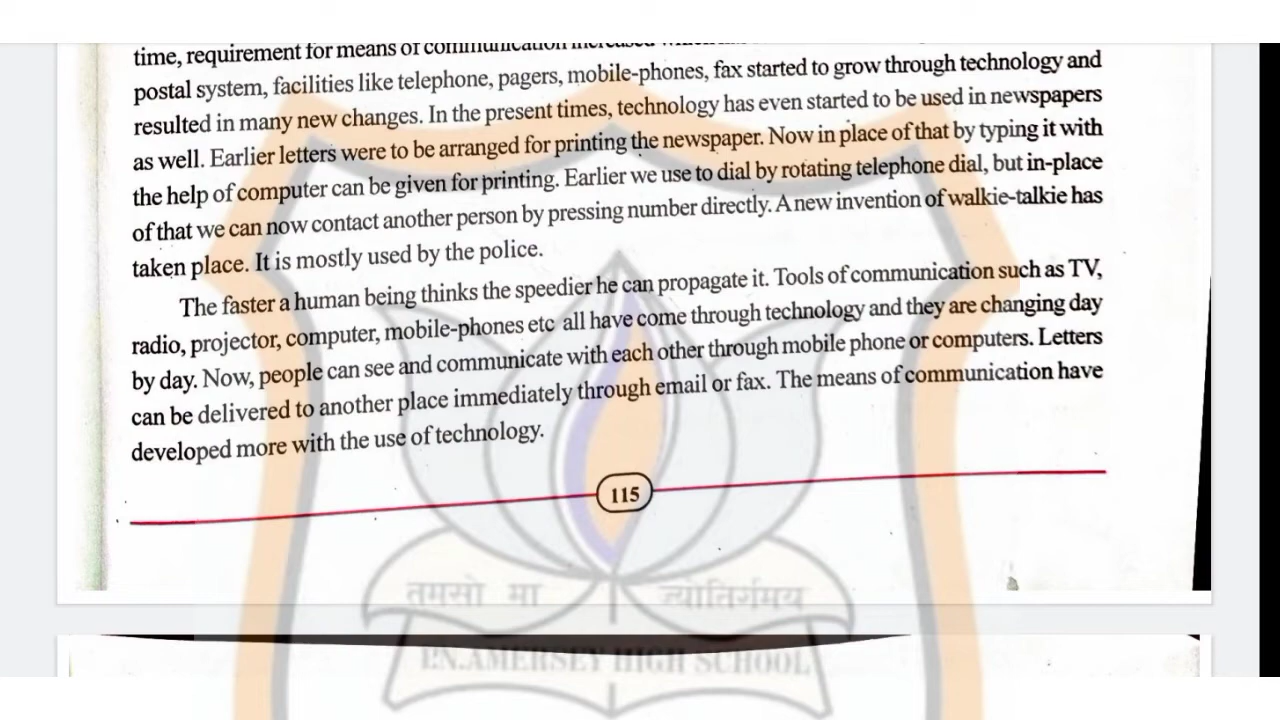 time, requirement for means of communication increased
postal system, facilities like telephone, pagers, mobile-phones, fax started to grow through technology and
resulted in many new changes. In the present times, technology has even started to be used in newspapers
as well. Earlier letters were to be arranged for printing the newspaper. Now in place of that by typing it with
the help of computer can be given for printing. Earlier we use to dial by rotating telephone dial, but in-place
of that we can now contact another person by pressing number directly. A new invention of walkie-talkie has
taken place. It is mostly used by the police.
The faster a human being thinks the speedier he can propagate it. Tools of communication such as TV,
radio, projector, computer, mobile-phones etc all have come through technology and they are changing day
by day. Now, people can see and communicate with each other through mobile phone or computers. Letters
can be delivered to another place immediately through email or fax. The means of communication have
developed more with the use of technology.
115
तमसो मा ज्योतिर्गमय
P.N.AMERSEY HIGH SCHOOL